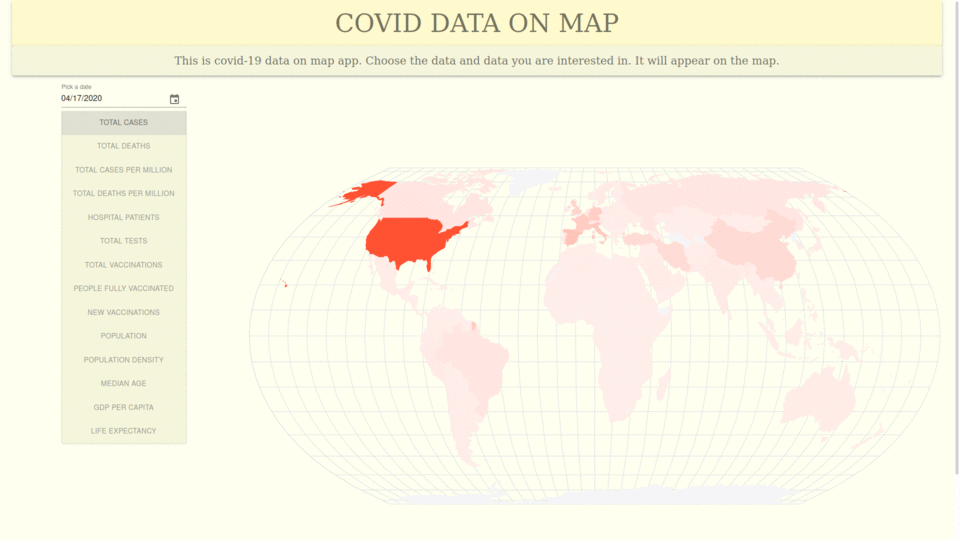 COVID DATA ON MAP
This is covid-19 data on map app. Choose the data and data you are interested in. It will appear on the map.
Pick a date
04/17/2020
TOTAL CASES
TOTAL DEATHS
TOTAL CASES PER MILLION
TOTAL DEATHS PER MILLION
HOSPITAL PATIENTS
TOTAL TESTS
TOTAL VACCINATIONS
PEOPLE FULLY VACCINATED
NEW VACCINATIONS
POPULATION
POPULATION DENSITY
MEDIAN AGE
GDP PER CAPITA
LIFE EXPECTANCY